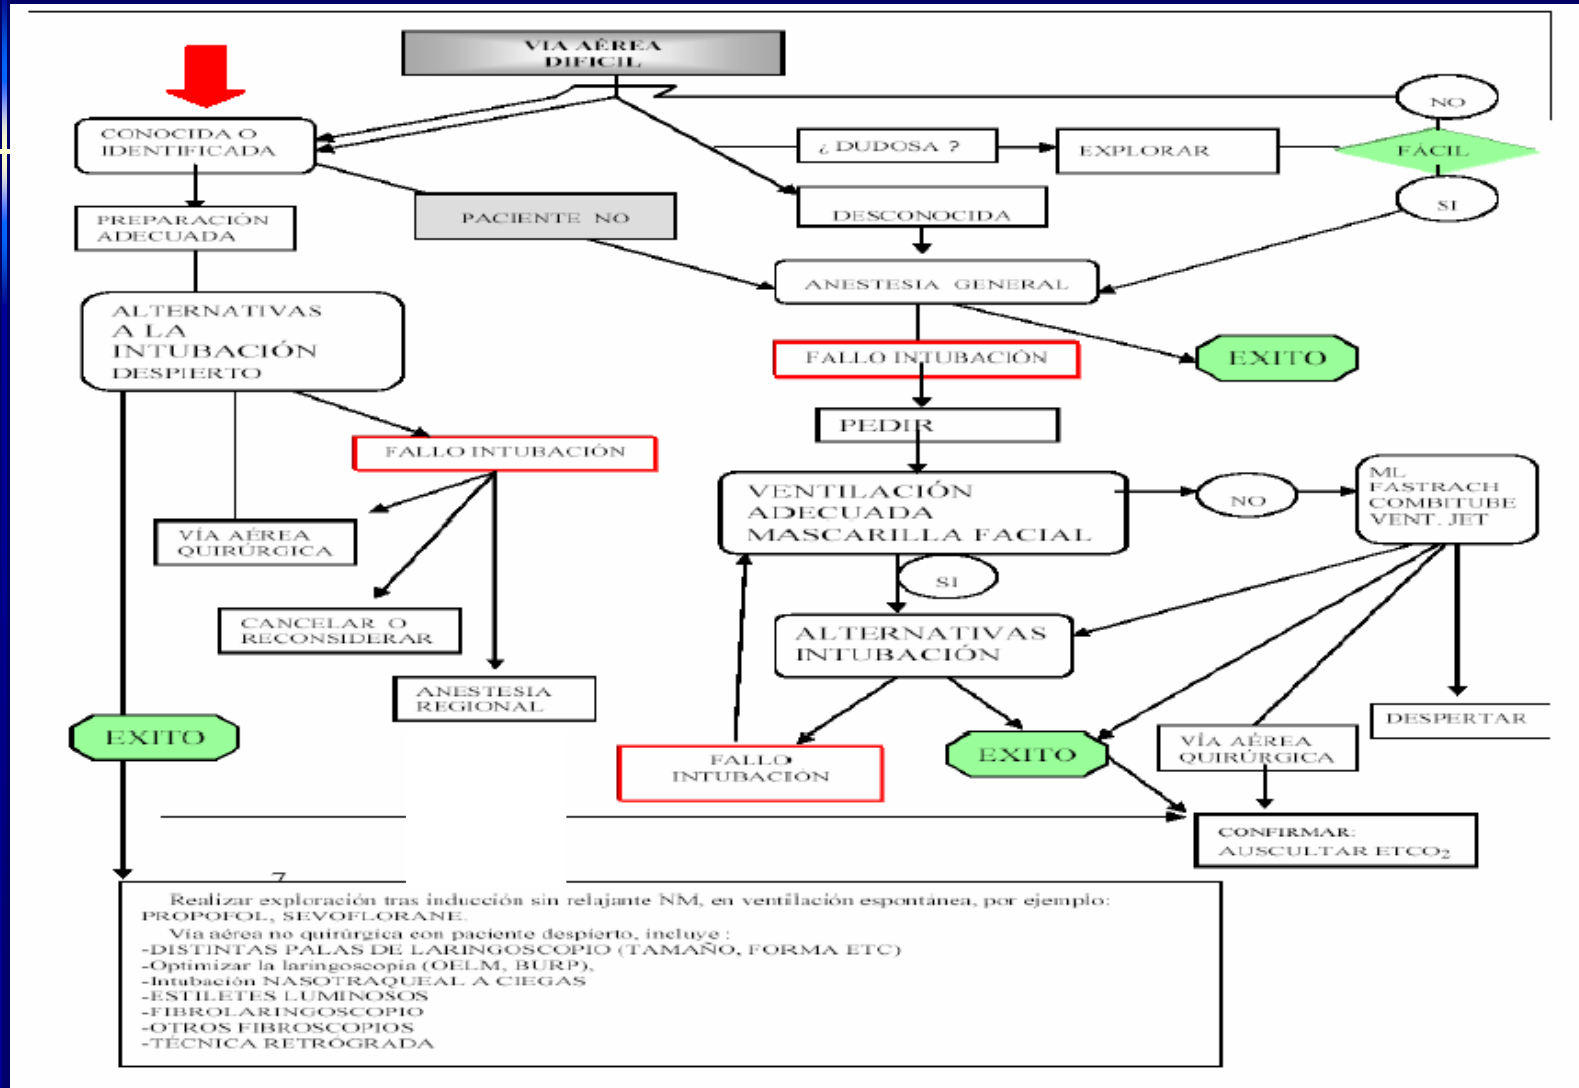 VIA AÉREA
DIFICIL
CONOCIDA O
IDENTIFICADA
¿ DUDOSA ?
EXPLORAR
NO
FÁCIL
SI
PREPARACIÓN
ADECUADA
PACIENTE NO
DESCONOCIDA
ANESTESIA GENERAL
ALTERNATIVAS
A LA
INTUBACIÓN
DESPIERTO
FALLO INTUBACIÓN
EXITO
PEDIR
FALLO INTUBACIÓN
VENTILACIÓN
ADECUADA
MASCARILLA FACIAL
NO
ML
FASTRACH
COMBITUBE
VENT. JET
VÍA AÉREA
QUIRÚRGICA
SI
CANCELAR O
RECONSIDERAR
ALTERNATIVAS
INTUBACIÓN
ANESTESIA
REGIONAL
EXITO
FALLO
INTUBACIÓN
EXITO
VÍA AÉREA
QUIRÚRGICA
DESPERTAR
CONFIRMAR:
AUSCULTAR ETCO₂
Realizar exploración tras inducción sin relajante NM, en ventilación espontánea, por ejemplo:
PROPOFOL, SEVOFLORANE.
Vía aérea no quirúrgica con paciente despierto, incluye :
-DISTINTAS PALAS DE LARINGOSCOPIO (TAMAÑO, FORMA ETC)
-Optimizar la laringoscopia (OELM, BURP),
-Intubación NASOTRAQUEAL A CIEGAS
-ESTILETES LUMINOSOS
-FIBROLARINGOSCOPIO
-OTROS FIBROSCOPIOS
-TÉCNICA RETRÓGRADA